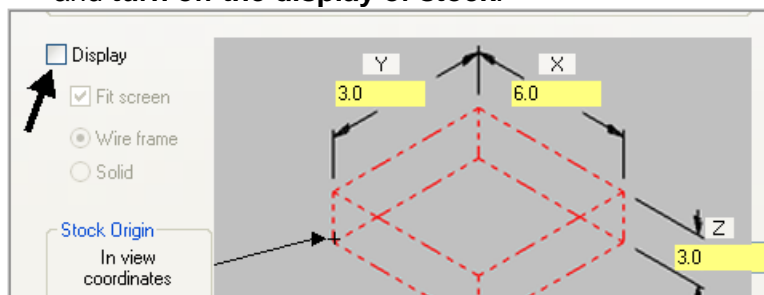 and turn off the display of stock.
Display
Y
X
3.0
6.0
Fit screen
Wire frame
Solid
Stock Origin
Z
In view
3.0
coordinates